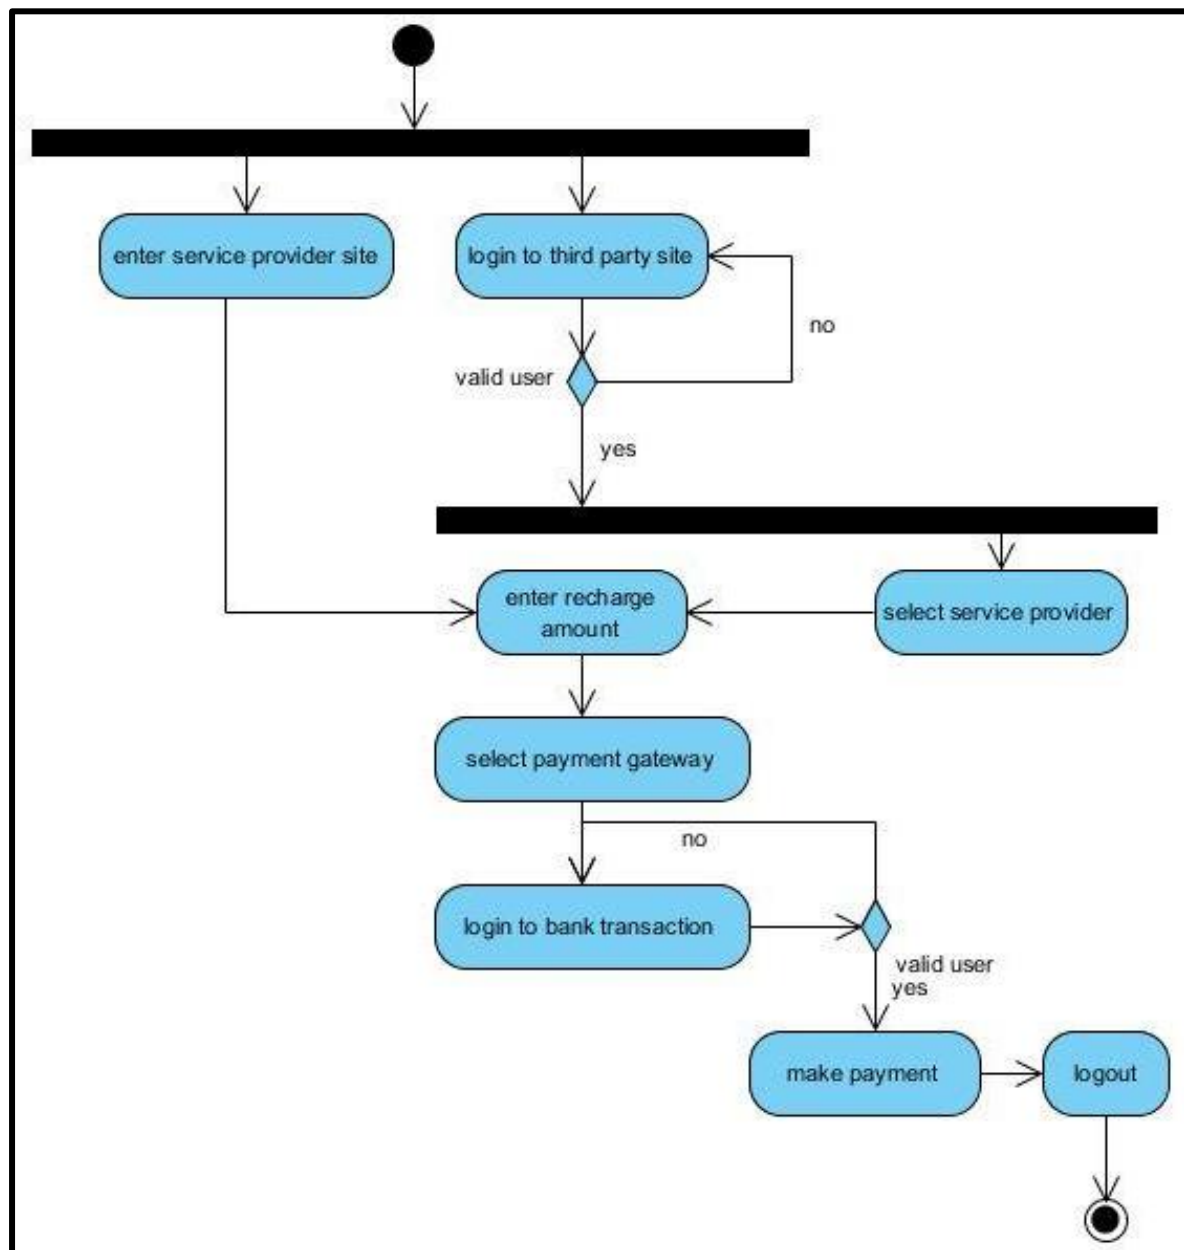 enter service provider site
login to third party site
no
valid user
yes
enter recharge
amount
select service provider
select payment gateway
no
login to bank transaction
valid user
yes
make payment
logout